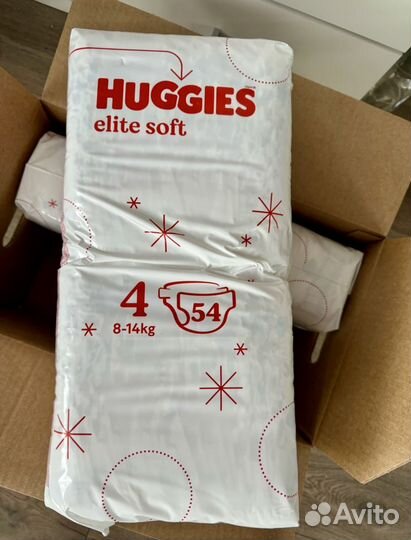 HUGGIES
elite soft
4
54
8-14kg
Avito